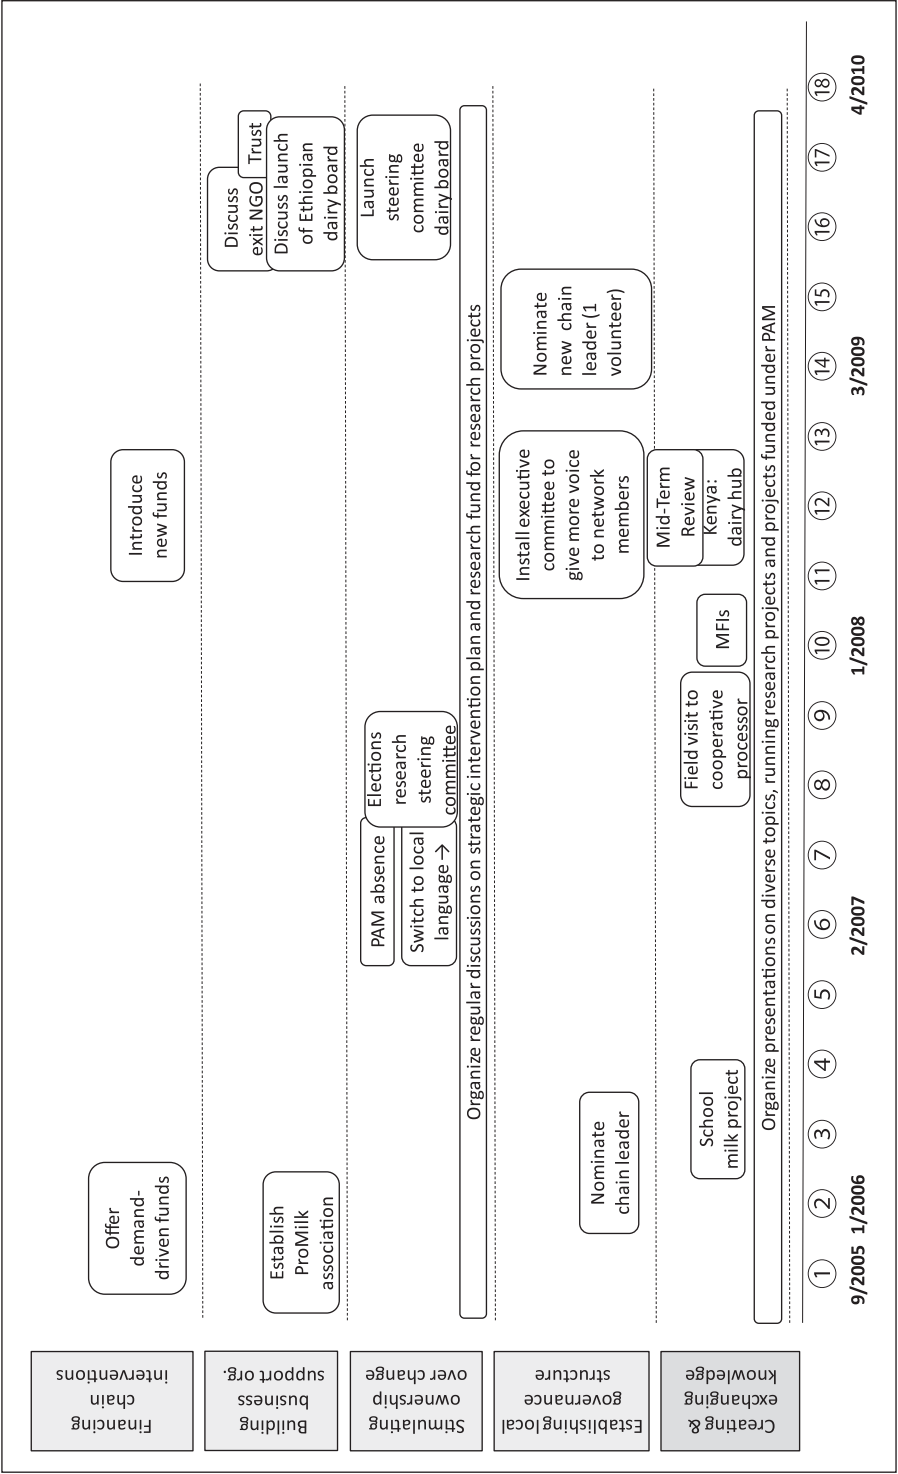 Financing
chain
interventions
Offer
demand-
driven funds
Introduce
new funds
Building
business
support org.
Establish
ProMilk
association
Discuss
exit NGO
Trust
Discuss launch
of Ethiopian
dairy board
Stimulating
ownership
over change
PAM absence
Switch to local
language →
Elections
research
steering
committee
Launch
steering
committee
dairy board
Organize regular discussions on strategic intervention plan and research fund for research projects
Establishing local
governance
structure
Nominate
chain leader
Install executive
committee to
give more voice
to network
members
Nominate
new chain
leader (1
volunteer)
Creating &
exchanging
knowledge
School
milk project
Field visit to
cooperative
processor
MFIs
Mid-Term
Review
Kenya:
dairy hub
Organize presentations on diverse topics, running research projects and projects funded under PAM
1 2 3 4 5 6 7 8 9 10 11 12 13 14 15 16 17 18
9/2005 1/2006 2/2007 1/2008 3/2009 4/2010